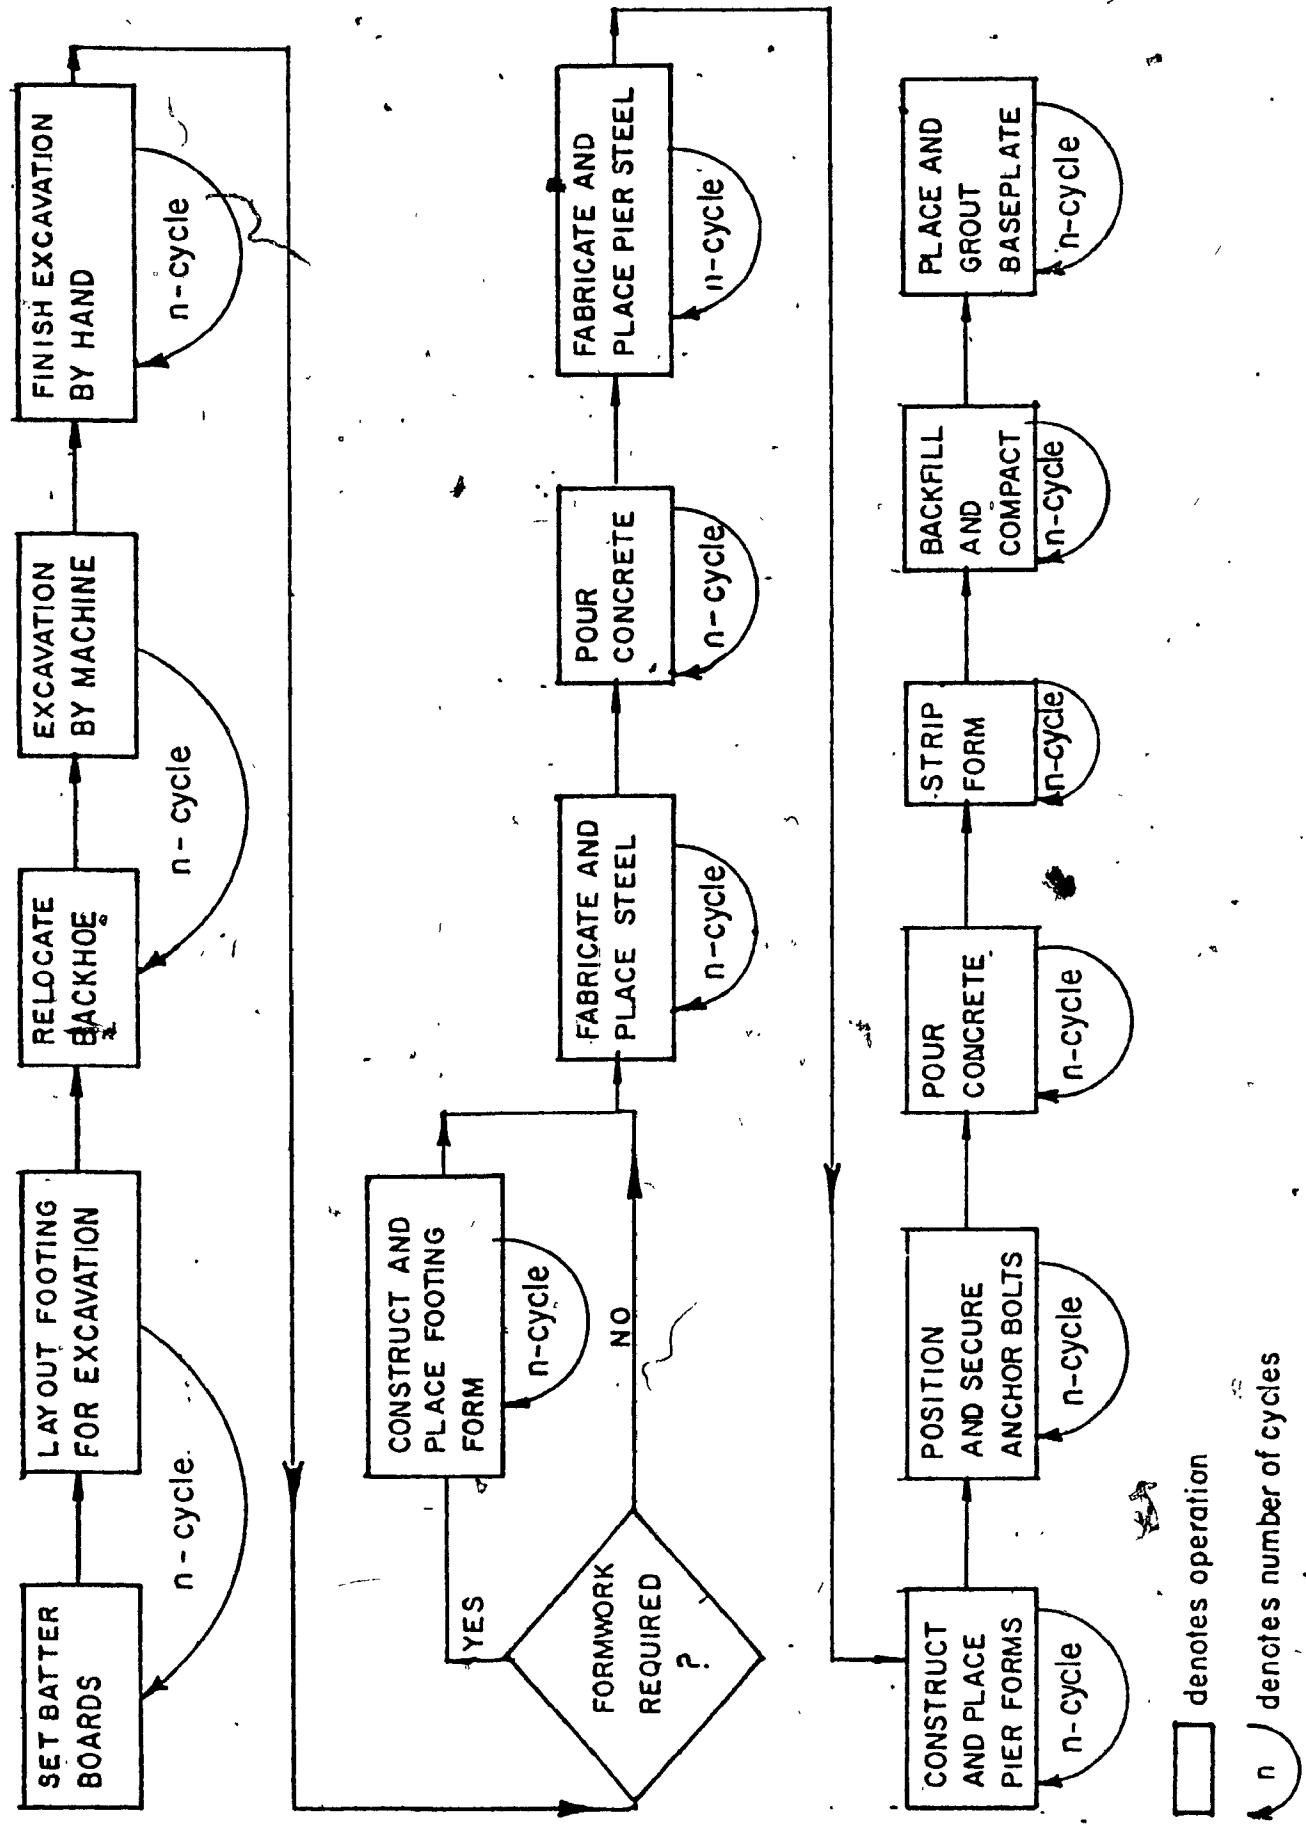 SET BATTER
BOARDS
n-cycle.
LAYOUT FOOTING
FOR EXCAVATION
RELOCATE
BACKHOE
n-cycle
EXCAVATION
BY MACHINE
FINISH EXCAVATION
BY HAND
n-cycle
FORMWORK
REQUIRED
?
YES
NO
CONSTRUCT AND
PLACE FOOTING
FORM
n-cycle
FABRICATE AND
PLACE STEEL
n-cycle
POUR
CONCRETE
n-cycle
FABRICATE AND
PLACE PIER STEEL
n-cycle
CONSTRUCT
AND PLACE
PIER FORMS
n-cycle
POSITION
AND SECURE
ANCHOR BOLTS
n-cycle
POUR
CONCRETE
n-cycle
STRIP
FORM
n-cycle
BACKFILL
AND
COMPACT
n-cycle
PLACE AND
GROUT
BASEPLATE
n-cycle
denotes operation
n
denotes number of cycles